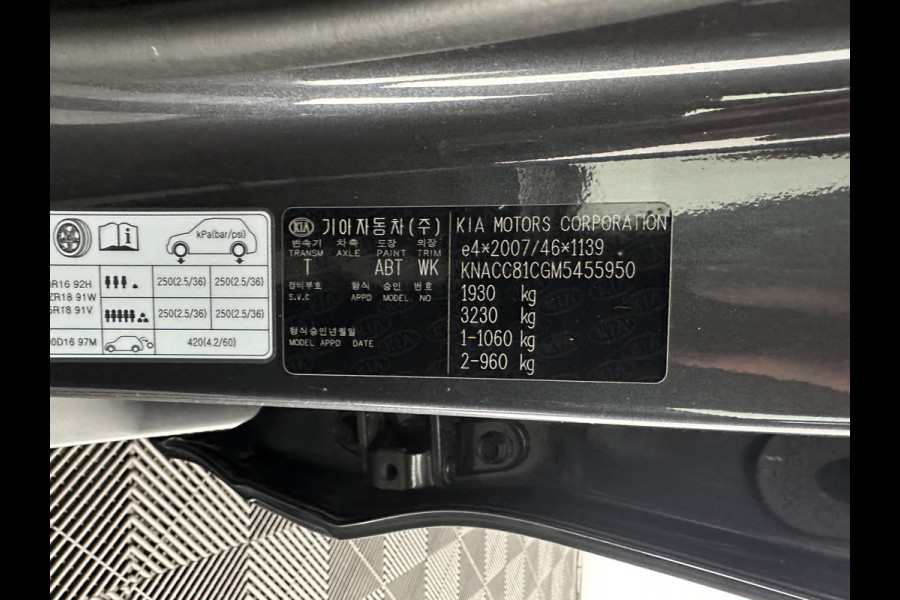 kPa(bar/psi)
R16 92H
250(2.5/36) 250(2.5/36)
ZR18 91W
R18 91V
250(2.5/36) 250(2.5/36)
D16 97M
420(4.2/60)
KIA 기아자동차(주)
변속기 차축 도장 외장
TRANSM AXLE PAINT TRIM
T ABT WK
정비부호 형식 승인 번호
S.V.C APPD MODEL NO
형식승인년월일
MODEL APPD DATE
KIA MOTORS CORPORATION
e4*2007/46*1139
KNACC81CGM5455950
1930 kg
3230 kg
1-1060 kg
2-960 kg